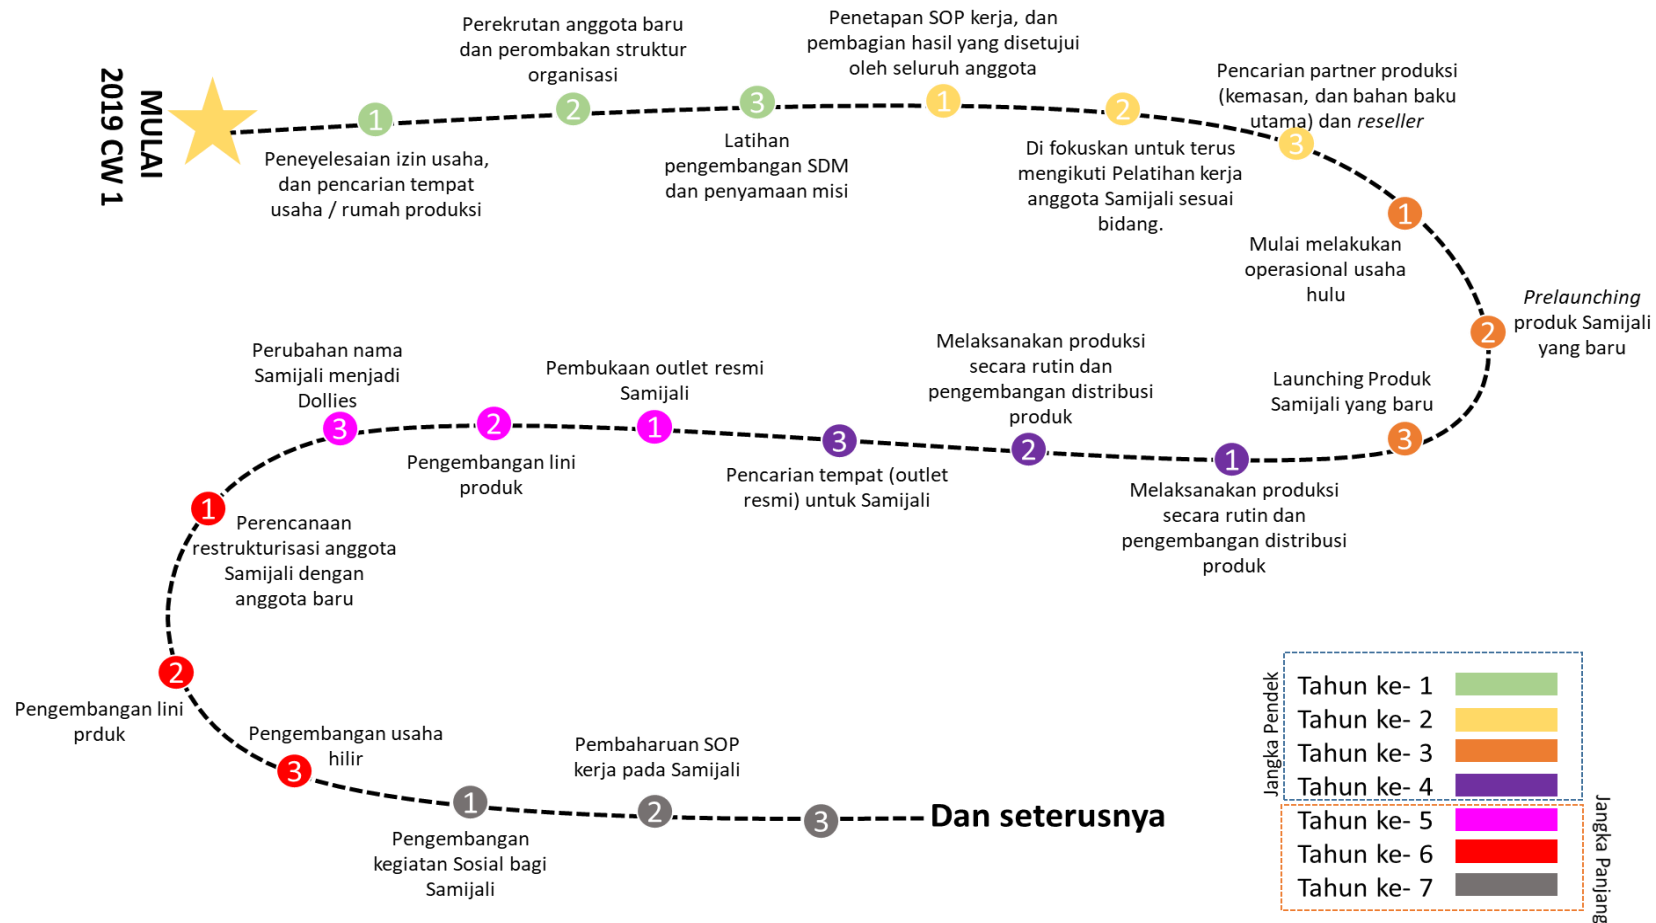 MULAI
2019 CW 1
1
Peneyelesaian izin usaha,
dan pencarian tempat
usaha / rumah produksi
Perekrutan anggota baru
dan perombakan struktur
organisasi
2
3
Latihan
pengembangan SDM
dan penyamaan misi
Penetapan SOP kerja, dan
pembagian hasil yang disetujui
oleh seluruh anggota
1
2
Di fokuskan untuk terus
mengikuti Pelatihan kerja
anggota Samijali sesuai
bidang.
Pencarian partner produksi
(kemasan, dan bahan baku
utama) dan reseller
3
1
Mulai melakukan
operasional usaha
hulu
2
Prelaunching
produk Samijali
yang baru
Launching Produk
Samijali yang baru
3
1
Melaksanakan produksi
secara rutin dan
pengembangan distribusi
produk
Melaksanakan produksi
secara rutin dan
pengembangan distribusi
produk
2
3
Pencarian tempat (outlet
resmi) untuk Samijali
Pembukaan outlet resmi
Samijali
1
2
Pengembangan lini
produk
Perubahan nama
Samijali menjadi
Dollies
3
1
Perencanaan
restrukturisasi anggota
Samijali dengan
anggota baru
2
Pengembangan lini
prduk
Pengembangan usaha
hilir
3
1
Pengembangan
kegiatan Sosial bagi
Samijali
Pembaharuan SOP
kerja pada Samijali
2
3
Dan seterusnya
Jangka Pendek
Tahun ke- 1
Tahun ke- 2
Tahun ke- 3
Tahun ke- 4
Tahun ke- 5
Tahun ke- 6
Tahun ke- 7
Jangka Panjang